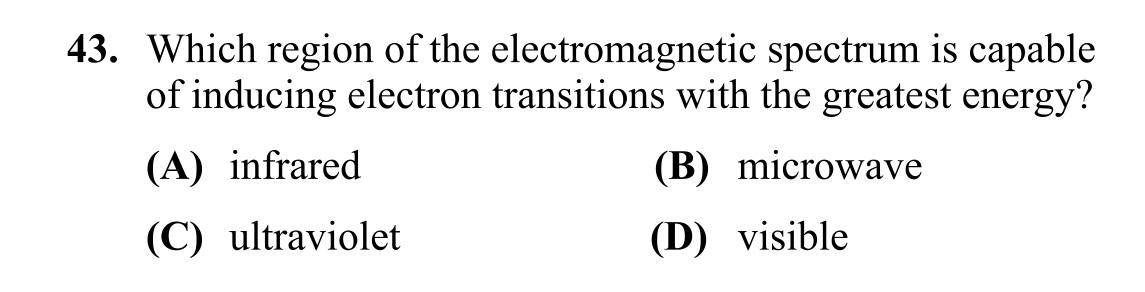 43. Which region of the electromagnetic spectrum is capable
of inducing electron transitions with the greatest energy?
(A) infrared (B) microwave
(C) ultraviolet (D) visible